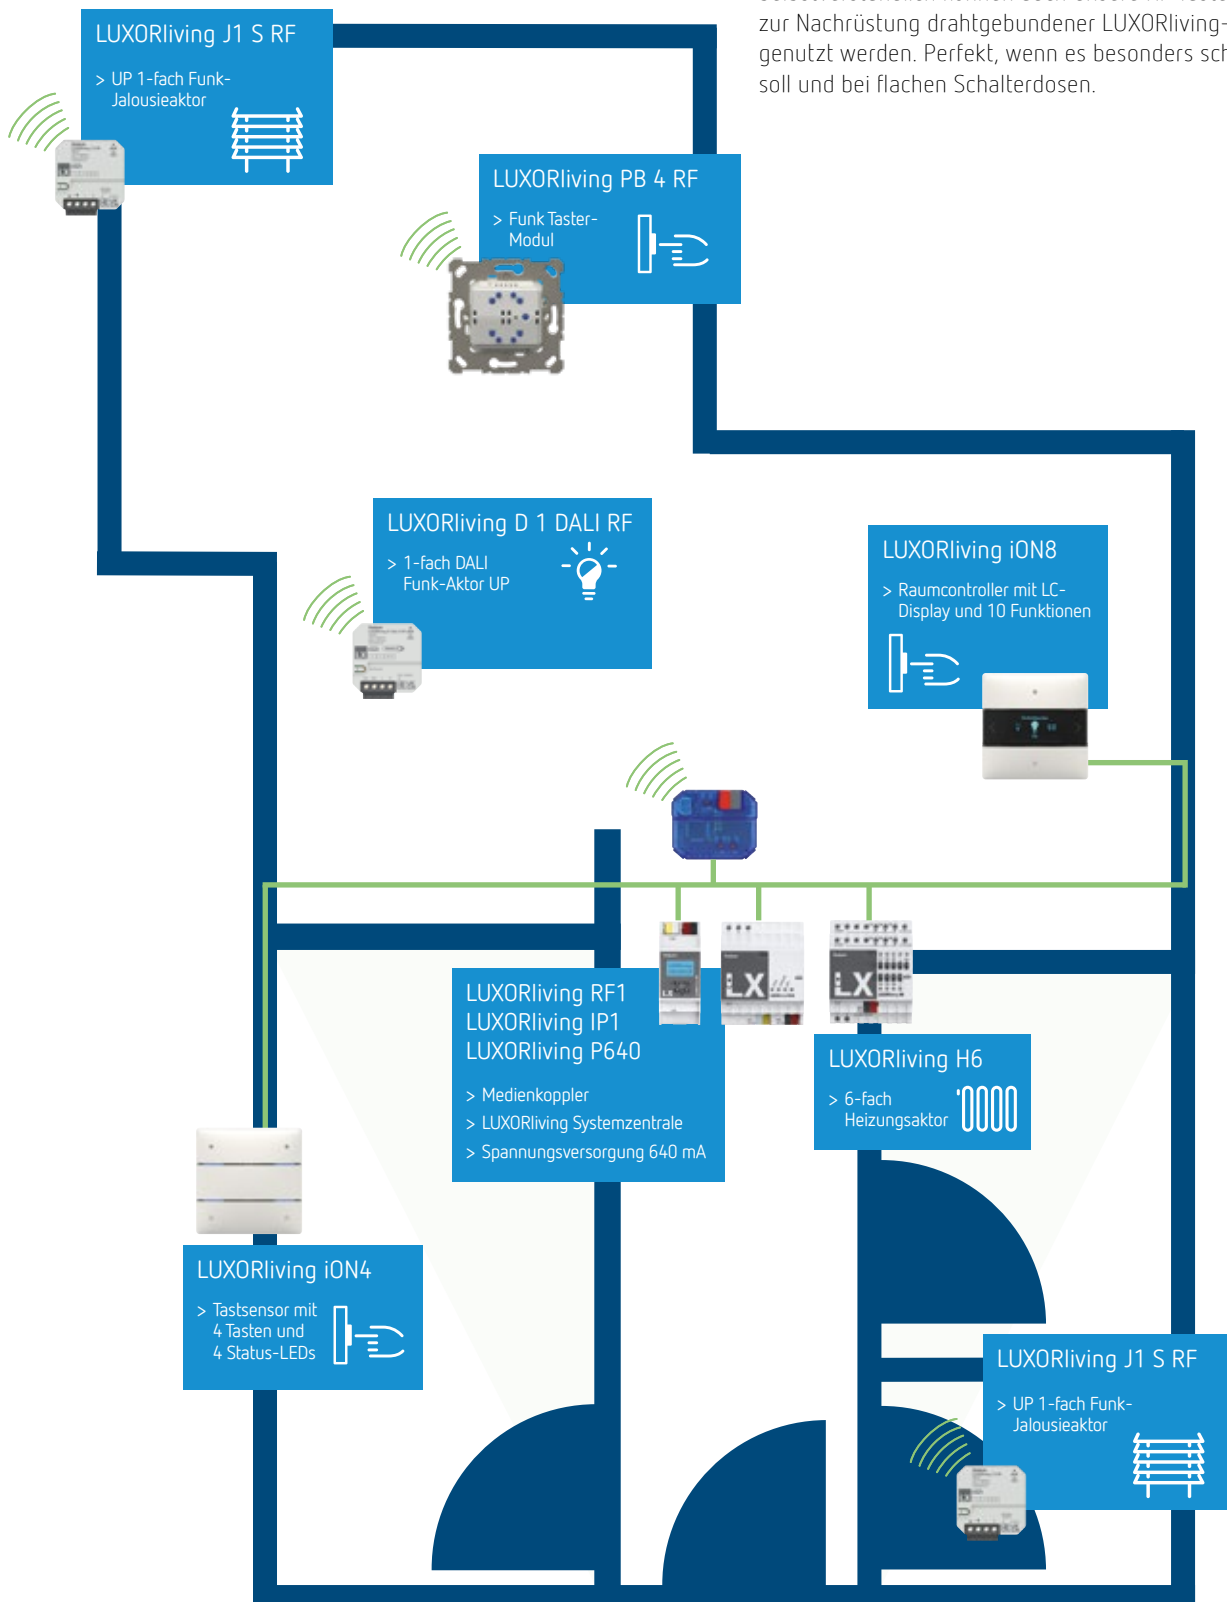 zur Nachrüstung drahtgebundener LUXORliving-
genutzt werden. Perfekt, wenn es besonders
soll und bei flachen Schalterdosen.
LUXORliving J1 S RF
> UP 1-fach Funk-
Jalousieaktor
LUXORliving PB 4 RF
> Funk Taster-
Modul
LUXORliving D 1 DALI RF
> 1-fach DALI
Funk-Aktor UP
LUXORliving iON8
> Raumcontroller mit LC-
Display und 10 Funktionen
LX
LX
LUXORliving RF1
LUXORliving IP1
LUXORliving P640
> Medienkoppler
> LUXORliving Systemzentrale
> Spannungsversorgung 640 mA
LUXORliving H6
> 6-fach
Heizungsaktor
LUXORliving iON4
> Tastsensor mit
4 Tasten und
4 Status-LEDs
LUXORliving J1 S RF
> UP 1-fach Funk-
Jalousieaktor